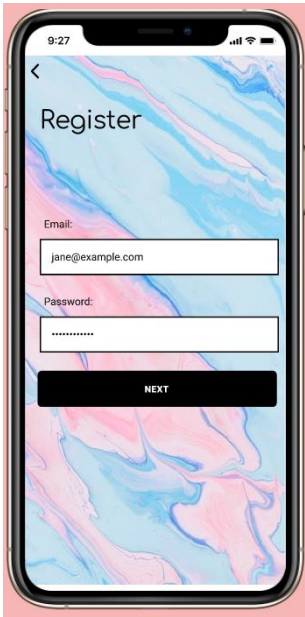 9:27
Register
Email:
jane@example.com
Password:
••••••••••••
NEXT